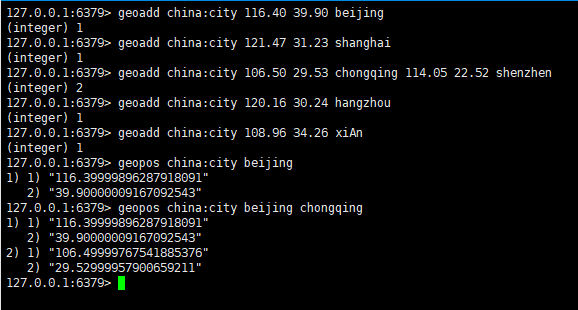 127.0.0.1:6379> geoadd china:city 116.40 39.90 beijing
(integer) 1
127.0.0.1:6379> geoadd china:city 121.47 31.23 shanghai
(integer) 1
127.0.0.1:6379> geoadd china:city 106.50 29.53 chongqing 114.05 22.52 shenzhen
(integer) 2
127.0.0.1:6379> geoadd china:city 120.16 30.24 hangzhou
(integer) 1
127.0.0.1:6379> geoadd china:city 108.96 34.26 xiAn
(integer) 1
127.0.0.1:6379> geopos china:city beijing
1) 1) "116.39999896287918091"
   2) "39.90000009167092543"
127.0.0.1:6379> geopos china:city beijing chongqing
1) 1) "116.39999896287918091"
   2) "39.90000009167092543"
2) 1) "106.49999767541885376"
   2) "29.52999957900659211"
127.0.0.1:6379>